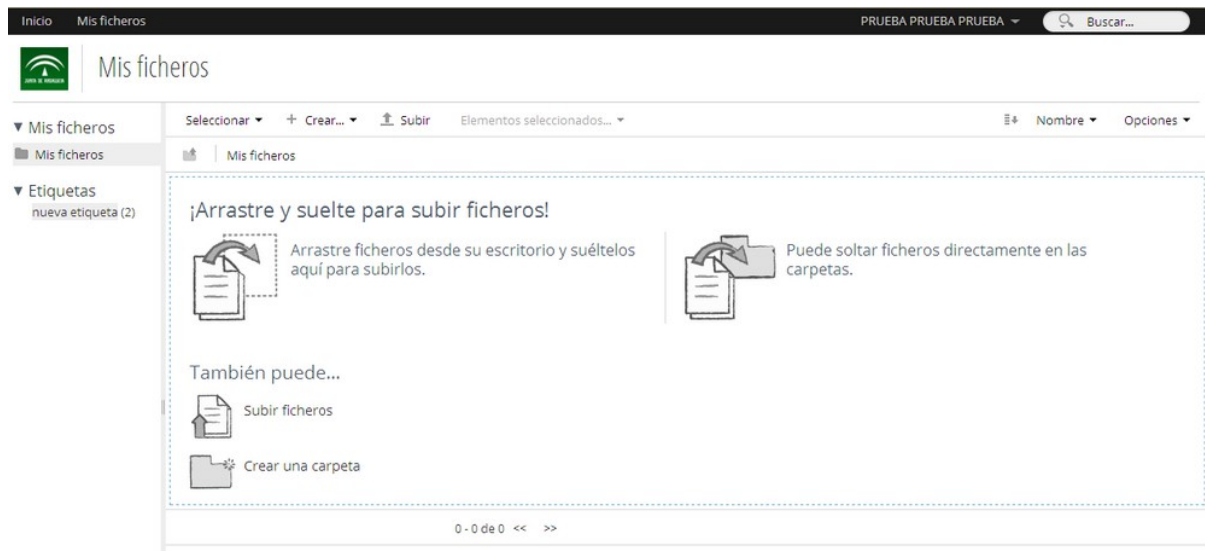 Inicio Mis ficheros PRUEBA PRUEBA PRUEBA Buscar...
JUNTA DE ANDALUCIA
Mis ficheros
Mis ficheros
Seleccionar + Crear... Subir Elementos seleccionados... Nombre Opciones
Mis ficheros
Mis ficheros
Etiquetas
nueva etiqueta (2)
¡Arrastre y suelte para subir ficheros!
Arrastre ficheros desde su escritorio y suéltelos
aquí para subirlos.
Puede soltar ficheros directamente en las
carpetas.
También puede...
Subir ficheros
Crear una carpeta
0 - 0 de 0 << >>